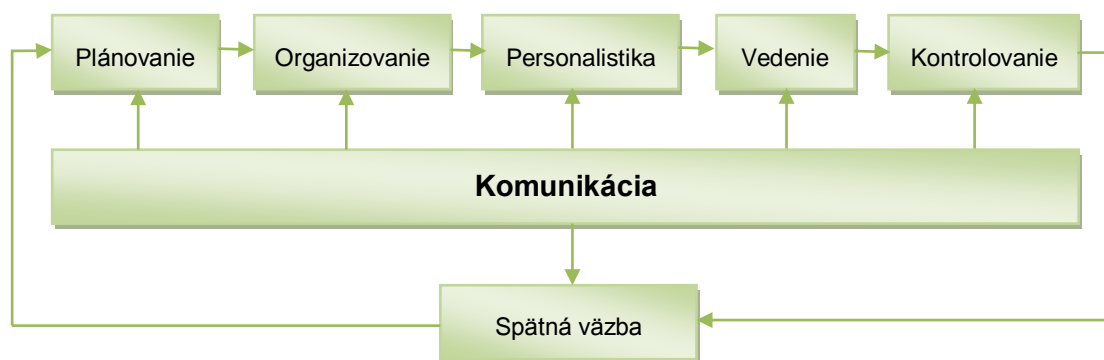 Plánovanie
Organizovanie
Personalistika
Vedenie
Kontrolovanie
Komunikácia
Spätná väzba